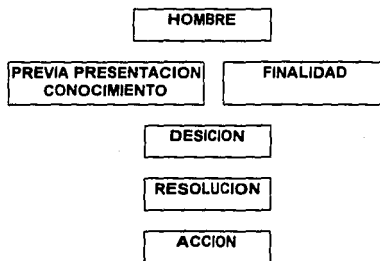 HOMBRE
PREVIA PRESENTACION
CONOCIMIENTO
FINALIDAD
DESICION
RESOLUCION
ACCION